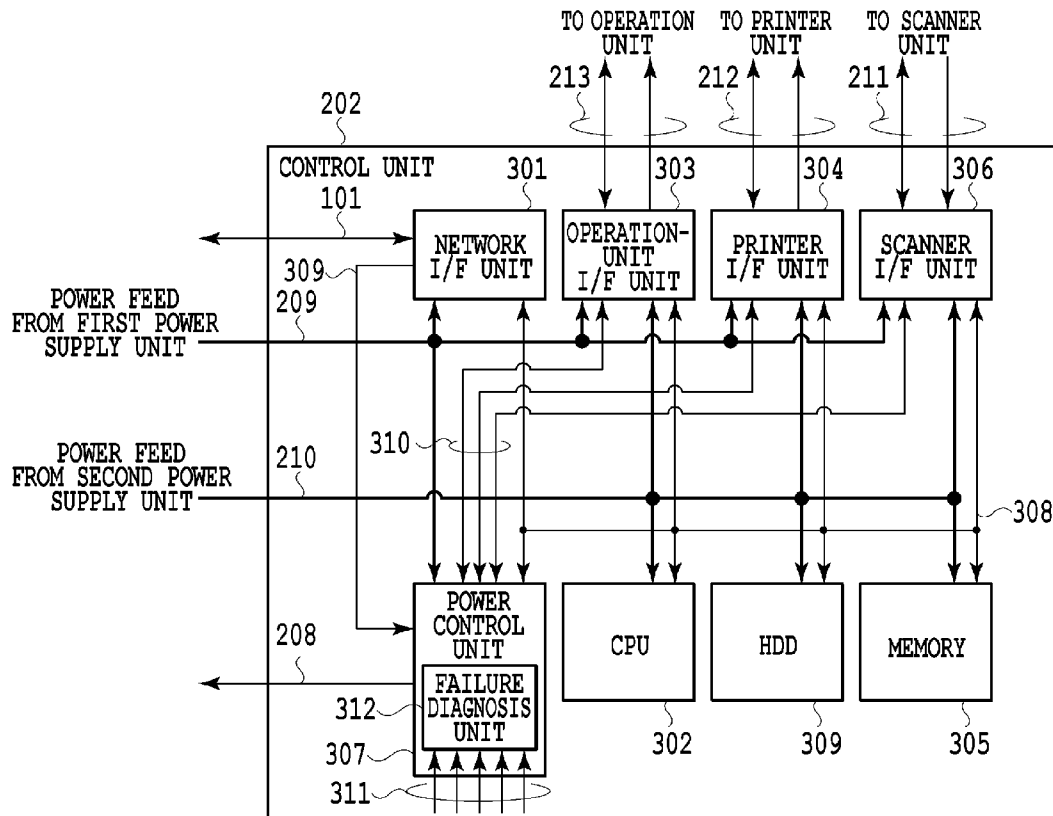 TO OPERATION
UNIT
TO PRINTER
UNIT
TO SCANNER
UNIT
213
212
211
202
CONTROL UNIT
301
303
304
306
101
NETWORK
I/F UNIT
OPERATION-
UNIT
I/F UNIT
PRINTER
I/F UNIT
SCANNER
I/F UNIT
309
POWER FEED
FROM FIRST POWER
SUPPLY UNIT
209
310
POWER FEED
FROM SECOND POWER
SUPPLY UNIT
210
308
POWER
CONTROL
UNIT
CPU
HDD
MEMORY
208
FAILURE
DIAGNOSIS
UNIT
312
307
302
309
305
311